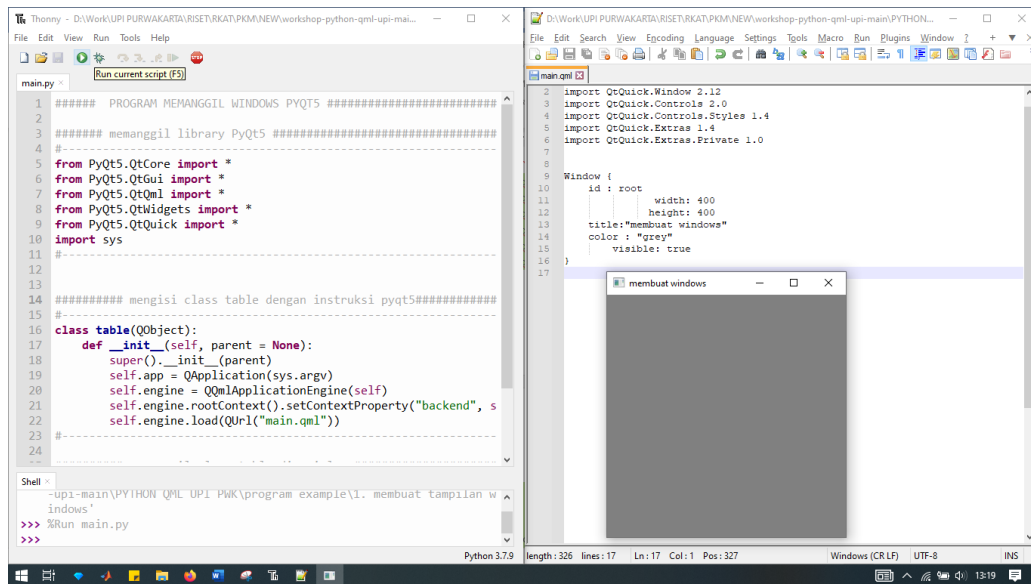 Thonny - D:\Work\UPI PURWAKARTA\RISET\RKAT\PKM\NEW\workshop-python-qml-upi-mai...
File Edit View Run Tools Help
Run current script (F5)
main.py
1 ###### PROGRAM MEMANGGIL WINDOWS PYQT5 #########################
2
3 ####### memanggil library PyQt5 #################################
4 #----------------------------------------------------------------
5 from PyQt5.QtCore import *
6 from PyQt5.QtGui import *
7 from PyQt5.QtQml import *
8 from PyQt5.QtWidgets import *
9 from PyQt5.QtQuick import *
10 import sys
11 #----------------------------------------------------------------
12
13
14 ########## mengisi class table dengan instruksi pyqt5############
15 #----------------------------------------------------------------
16 class table(QObject):
17 def __init__(self, parent = None):
18 super().__init__(parent)
19 self.app = QApplication(sys.argv)
20 self.engine = QQmlApplicationEngine(self)
21 self.engine.rootContext().setContextProperty("backend", s
22 self.engine.load(QUrl("main.qml"))
23 #----------------------------------------------------------------
24
Shell
-upi-main\PYTHON QML UPI PWK\program example\1. membuat tampilan w
indows'
>>> %Run main.py
>>>
Python 3.7.9
D:\Work\UPI PURWAKARTA\RISET\RKAT\PKM\NEW\workshop-python-qml-upi-main\PYTHON...
File Edit Search View Encoding Language Settings Tools Macro Run Plugins Window ? + ▼ X
main.qml
2 import QtQuick.Window 2.12
3 import QtQuick.Controls 2.0
4 import QtQuick.Controls.Styles 1.4
5 import QtQuick.Extras 1.4
6 import QtQuick.Extras.Private 1.0
7
8
9 Window {
10 id : root
11 width: 400
12 height: 400
13 title:"membuat windows"
14 color : "grey"
15 visible: true
16 }
17
membuat windows
length : 326 lines : 17 Ln : 17 Col : 1 Pos : 327 Windows (CR LF) UTF-8 INS
13:19